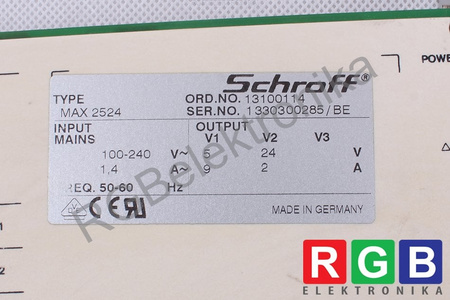 Schroff®
TYPE ORD.NO. 13100114
MAX 2524 SER.NO. 1330300285/BE
INPUT OUTPUT
MAINS V1 V2 V3
100-240 V~ 5 24 V
1,4 A~ 9 2 A
REQ. 50-60 Hz
MADE IN GERMANY
POWE
RGBelektronika
RGB
ELEKTRONIKA